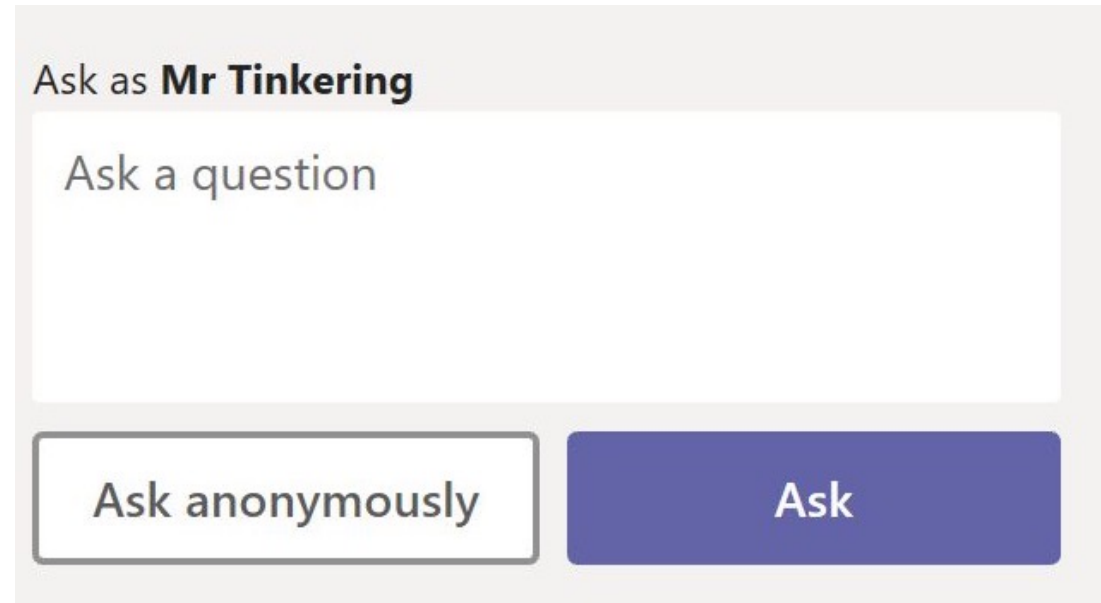 Ask as Mr Tinkering
Ask a question
Ask anonymously
Ask